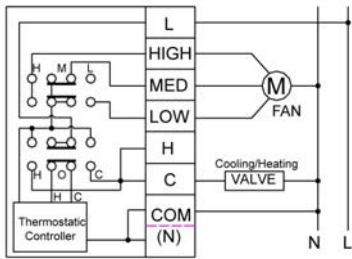 L
HIGH
H M L
MED
M
FAN
LOW
H
Cooling/Heating
H O C
C
VALVE
H C
COM
(N)
Thermostatic
Controller
N L